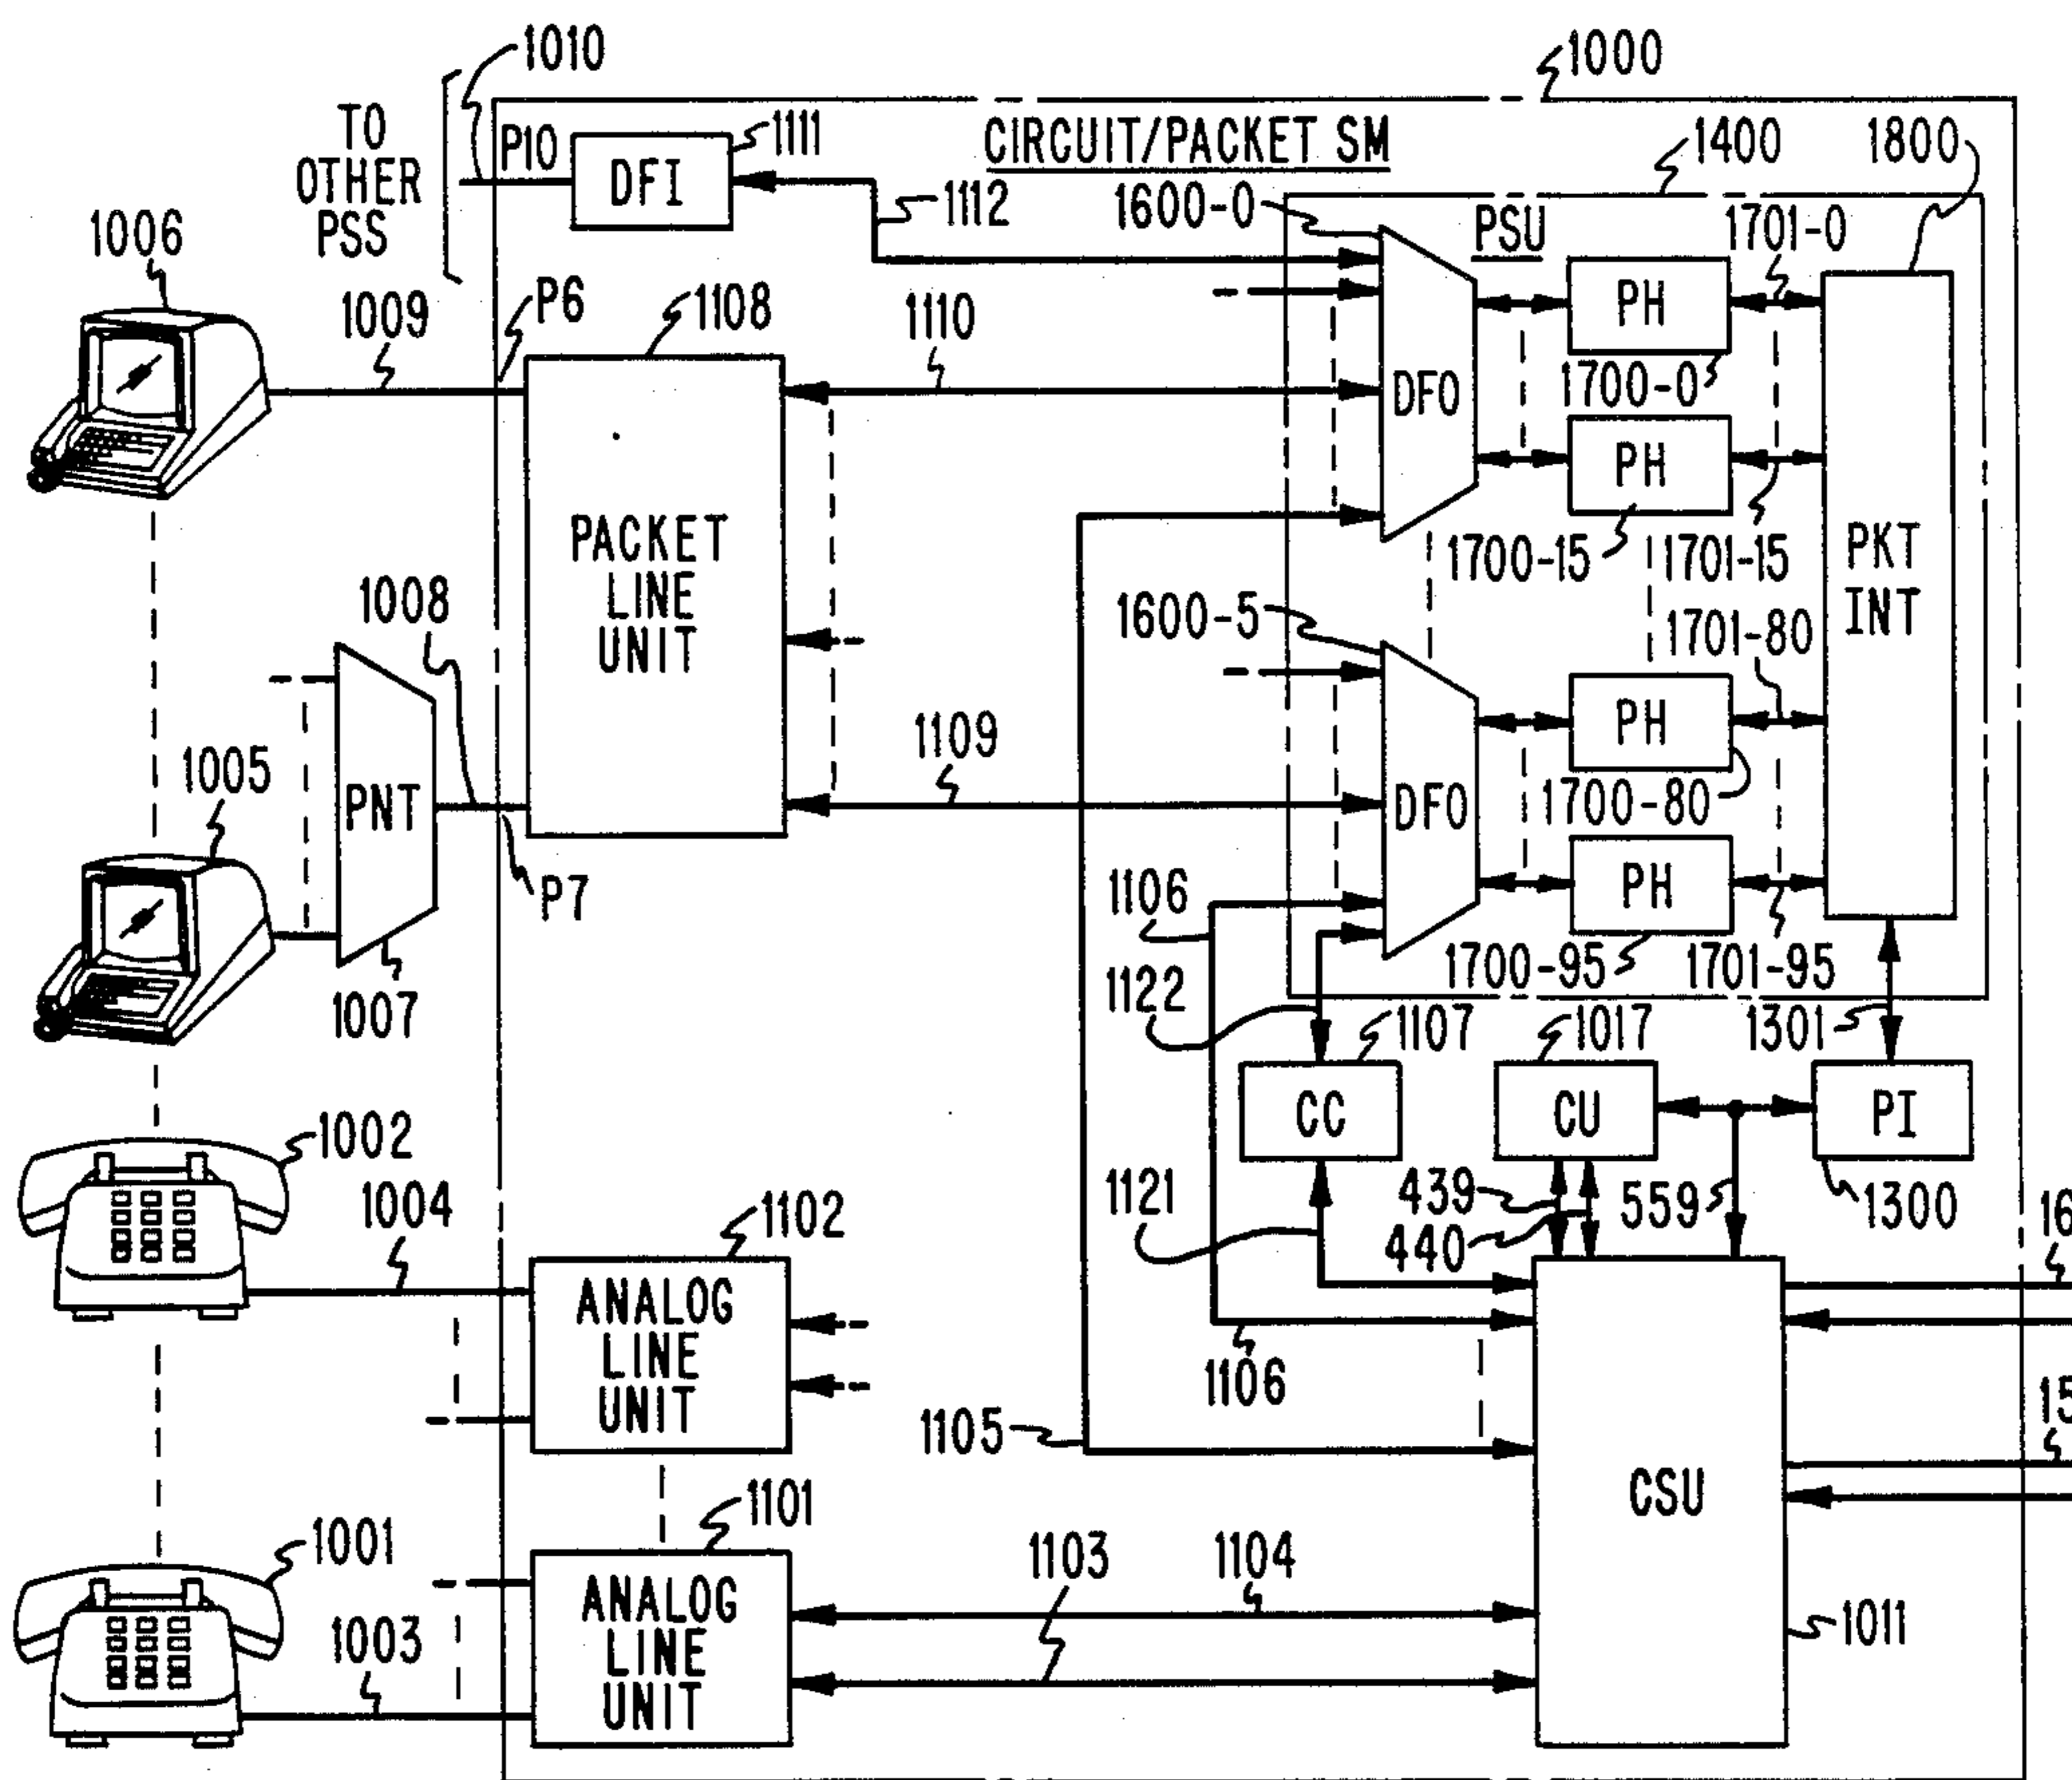 1010
1000
TO
OTHER
PSS
P10
DFI
1111
CIRCUIT/PACKET SM
1400
1800
1112
1600-0
PSU
1701-0
1006
1009
P6
1108
1110
DFO
PH
1700-0
PH
1700-15
1701-15
PACKET
LINE
UNIT
PKT
INT
1008
1600-5
1701-80
1005
PNT
1109
DFO
PH
1700-80
PH
P7
1106
1700-95
1701-95
1007
1122
1107
1017
1301
CC
CU
PI
1002
1004
1102
1121
439
440
559
1300
16
ANALOG
LINE
UNIT
1106
1105
15
CSU
1101
1001
1103
1104
ANALOG
LINE
UNIT
1003
1011